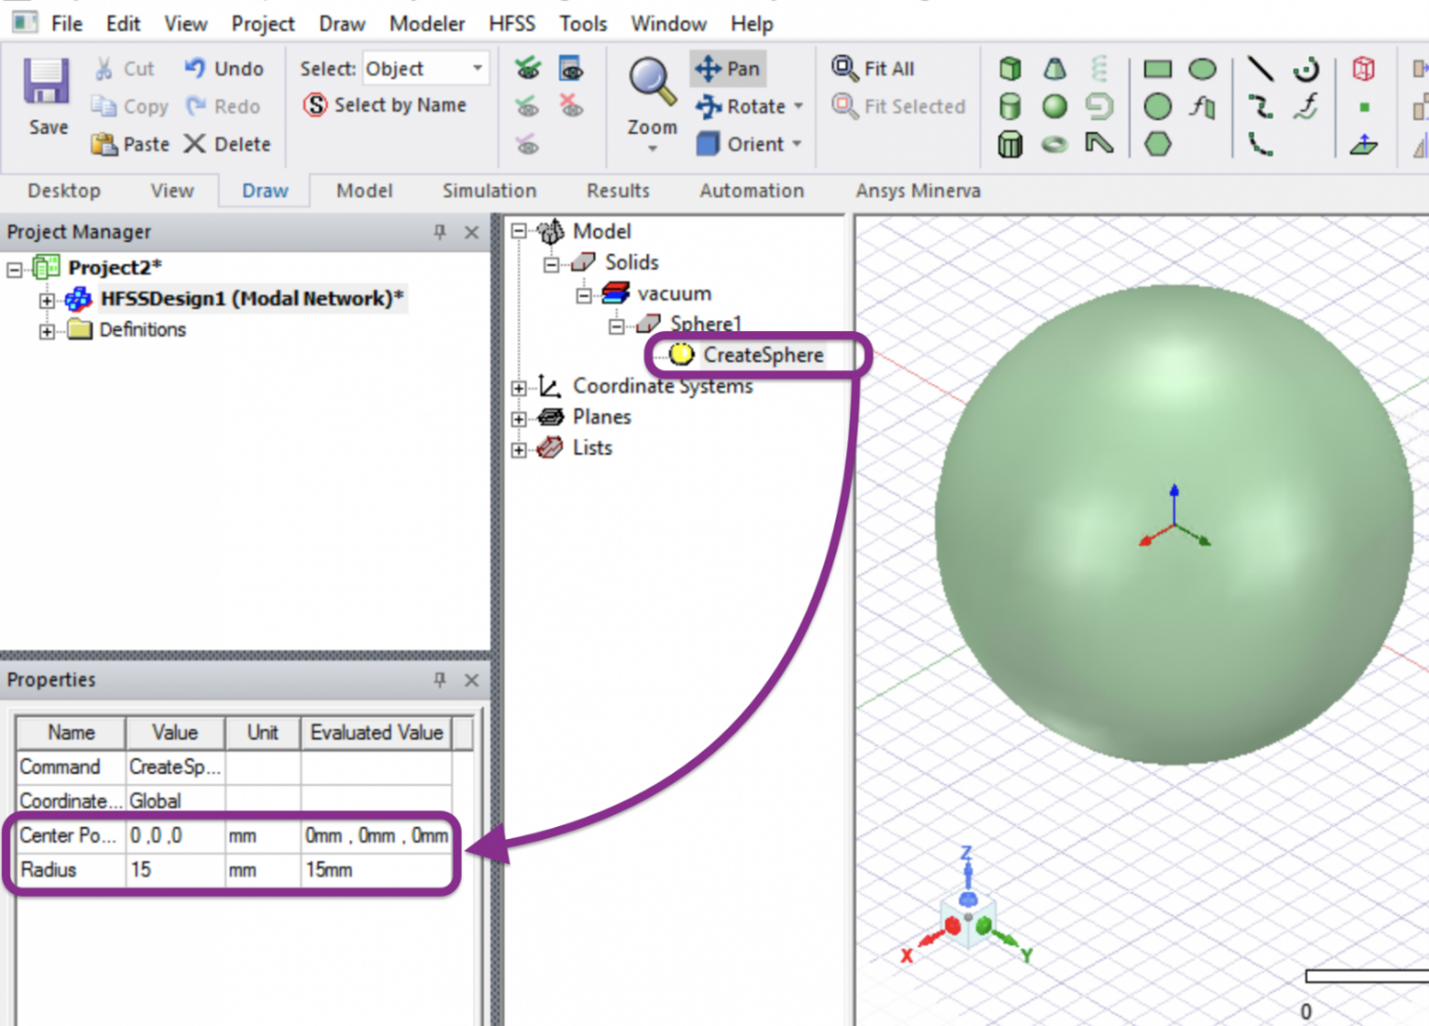 File Edit View Project Draw Modeler HFSS Tools Window Help
Save
Cut
Copy
Paste
Undo
Redo
Delete
Select: Object
Select by Name
Zoom
Pan
Rotate
Orient
Fit All
Fit Selected
Desktop View Draw Model Simulation Results Automation Ansys Minerva
Project Manager
Project2*
HFSSDesign1 (Modal Network)*
Definitions
Model
Solids
vacuum
Sphere1
CreateSphere
Coordinate Systems
Planes
Lists
Properties
Name Value Unit Evaluated Value
Command CreateSp...
Coordinate... Global
Center Po... 0 ,0 ,0 mm 0mm , 0mm , 0mm
Radius 15 mm 15mm
Z
X
Y
0